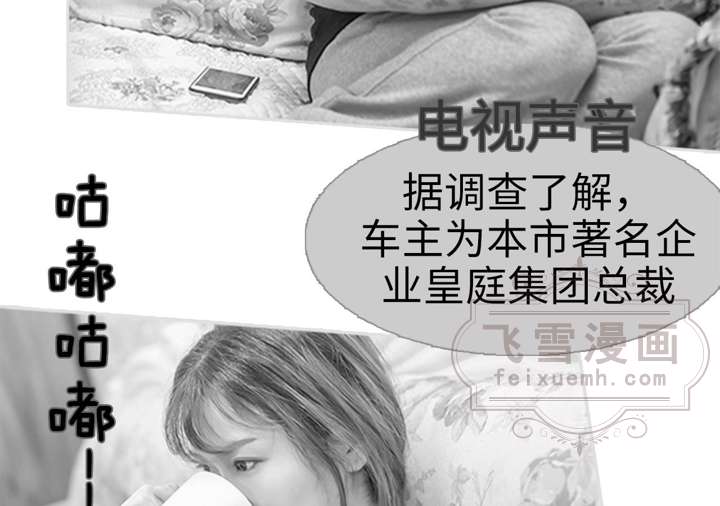 电视声音
据调查了解，
车主为本市著名企
业皇庭集团总裁
咕
嘟
咕
嘟
！
飞雪漫画
feixuemh.com